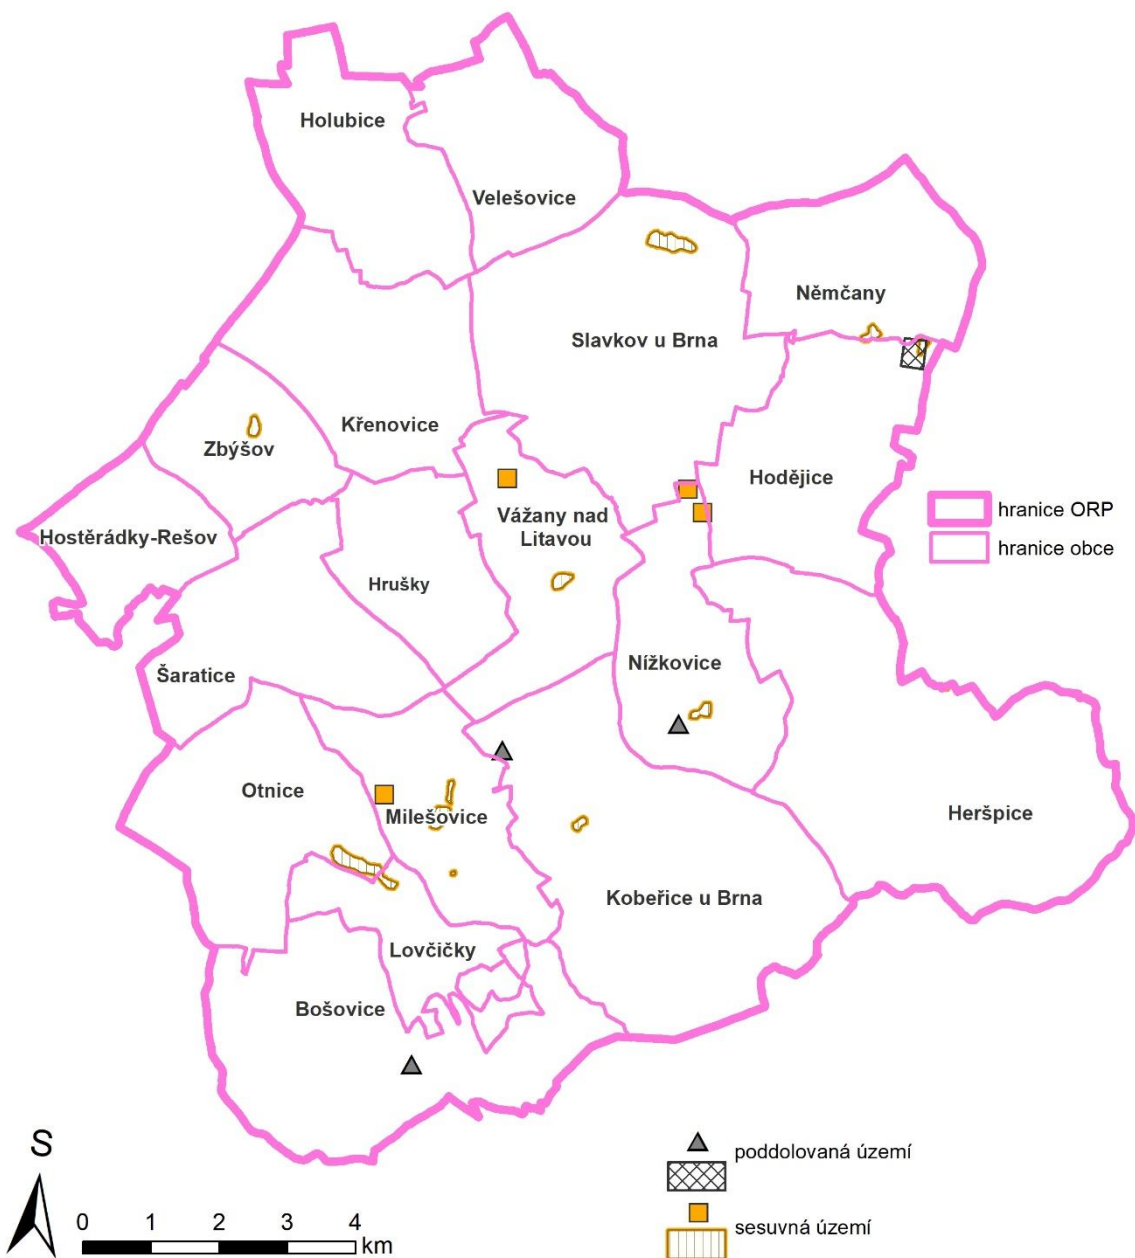 Holubice
Velešovice
Němčany
Slavkov u Brna
Křenovice
Zbýšov
Hodějice
Vážany nad
Litavou
hranice ORP
Hostěrádky-Rešov
hranice obce
Hrušky
Nížkovice
Šaratice
Otnice
Milešovice
Heršpice
Kobeřice u Brna
Lovčičky
Bošovice
S
poddolovaná území
0 1 2 3 4
km
sesuvná území